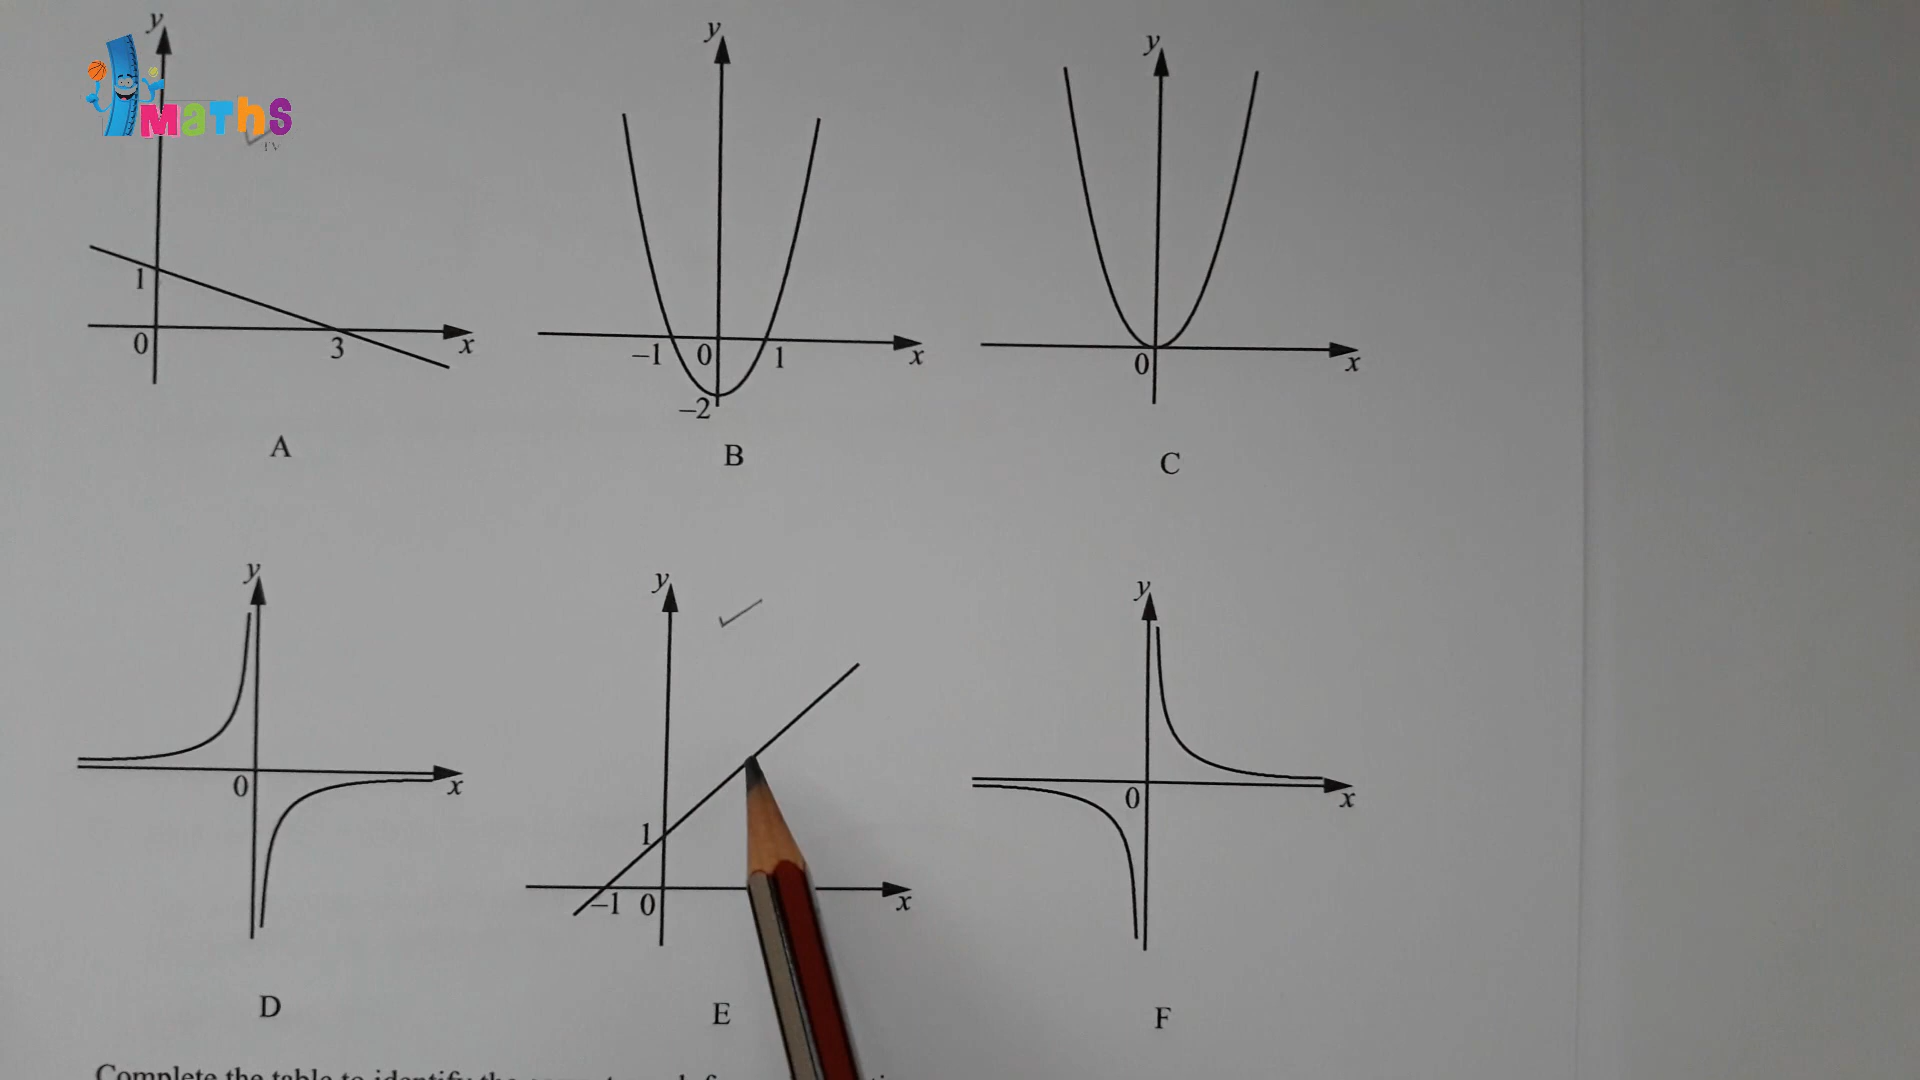 MaTHS
TV
y
1
0
3
x
A
y
-1
0
1
x
-2
B
y
0
x
C
y
0
x
D
y
1
-1
0
x
E
y
0
x
F
Complete the table to identify the